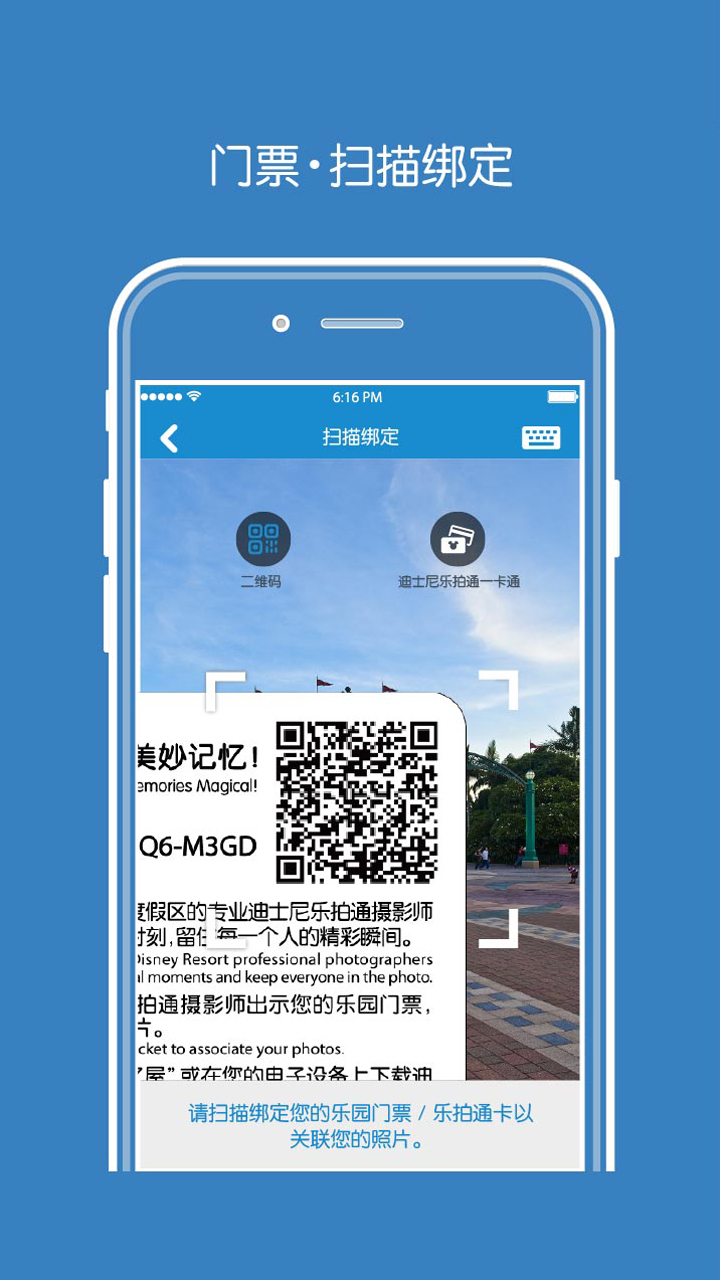 门票·扫描绑定
6:16 PM
扫描绑定
二维码
迪士尼乐拍通一卡通
美妙记忆!
emories Magical!
Q6-M3GD
度假区的专业迪士尼乐拍通摄影师
时刻,留住每一个人的精彩瞬间。
Disney Resort professional photographers
l moments and keep everyone in the photo.
拍通摄影师出示您的乐园门票,
片。
cket to associate your photos.
屋”或在您的电子设备上下载迪
请扫描绑定您的乐园门票 / 乐拍通卡以
关联您的照片。